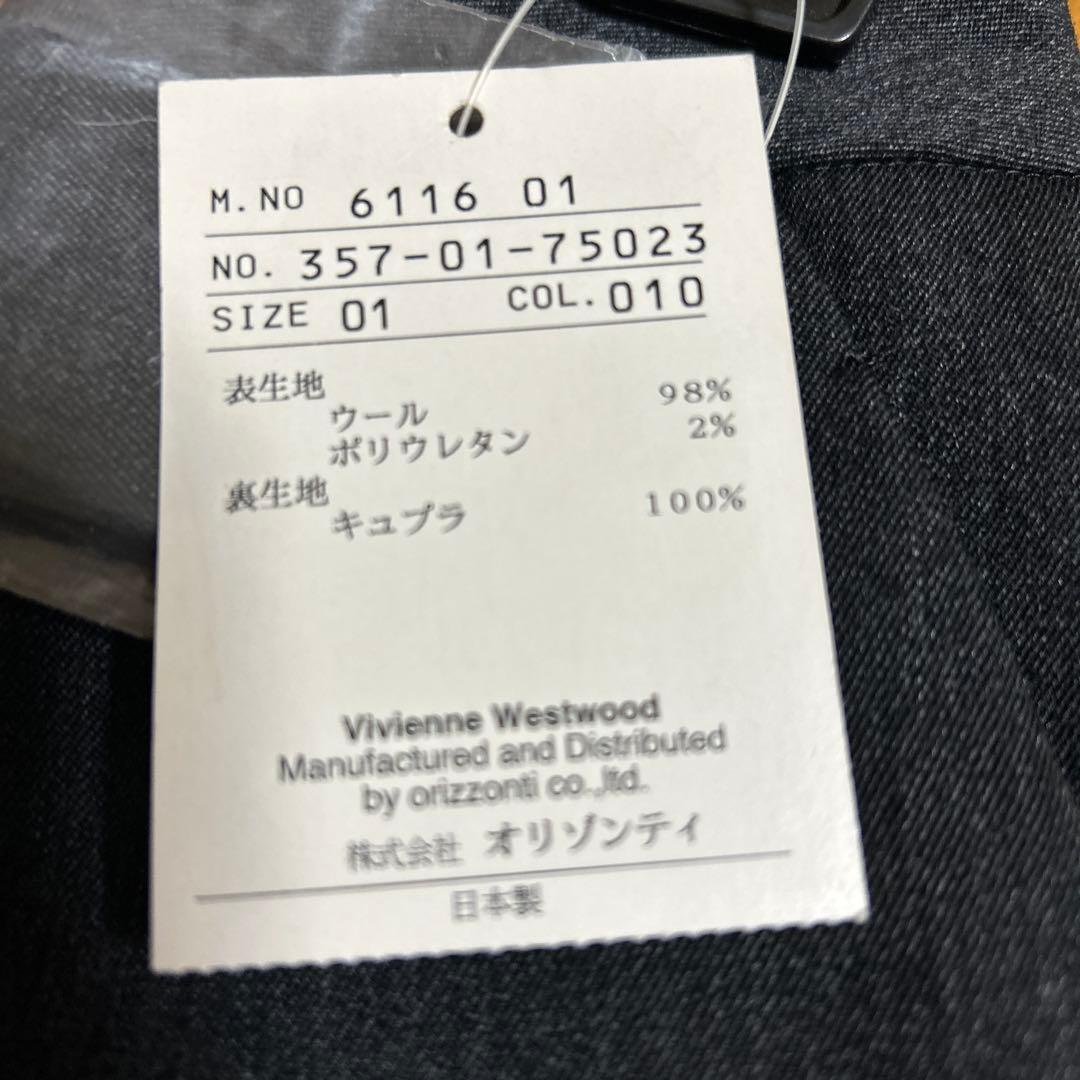 M. NO 6116 01
NO. 357-01-75023
SIZE 01 COL. 010
表生地
ウール 98%
ポリウレタン 2%
裏生地
キュプラ 100%
Vivienne Westwood
Manufactured and Distributed
by orizzonti co.,ltd.
株式会社 オリゾンティ
日本製